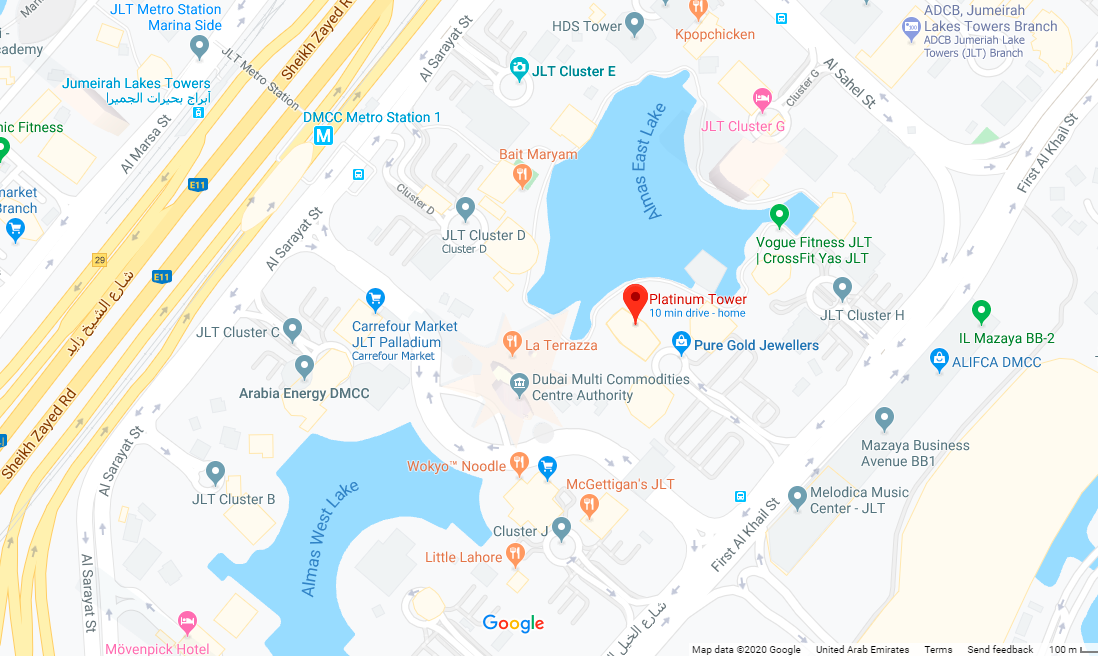 JLT Metro Station
Marina Side
HDS Tower
Kpopchicken
ADCB, Jumeirah
Lakes Towers Branch
ADCB Jumeriah Lake
Towers (JLT) Branch
Sheikh Zayed R
Al Sarayat St
JLT Metro Station
JLT Cluster E
Al Sahel St
Cluster G
JLT Cluster G
Jumeirah Lakes Towers
أبراج بحيرات الجميرا
DMCC Metro Station 1
M
nic Fitness
Al Marsa St
Almas East Lake
First Al Khail St
Bait Maryam
E11
market
Branch
Cluster D
JLT Cluster D
Cluster D
Al Sarayat St
Vogue Fitness JLT
| CrossFit Yas JLT
29
E11
شارع الشيخ زايد
Platinum Tower
10 min drive - home
JLT Cluster H
JLT Cluster C
Carrefour Market
JLT Palladium
Carrefour Market
La Terrazza
Pure Gold Jewellers
IL Mazaya BB-2
ALIFCA DMCC
Arabia Energy DMCC
Dubai Multi Commodities
Centre Authority
Sheikh Zayed Rd
Al Sarayat St
Mazaya Business
Avenue BB1
Wokyo™ Noodle
McGettigan's JLT
JLT Cluster B
Almas West Lake
Melodica Music
Center - JLT
Cluster J
First Al Khail St
Little Lahore
Al Sarayat St
شارع الخيل
Mövenpick Hotel
Google
Map data ©2020 Google
United Arab Emirates
Terms
Send feedback
100 m